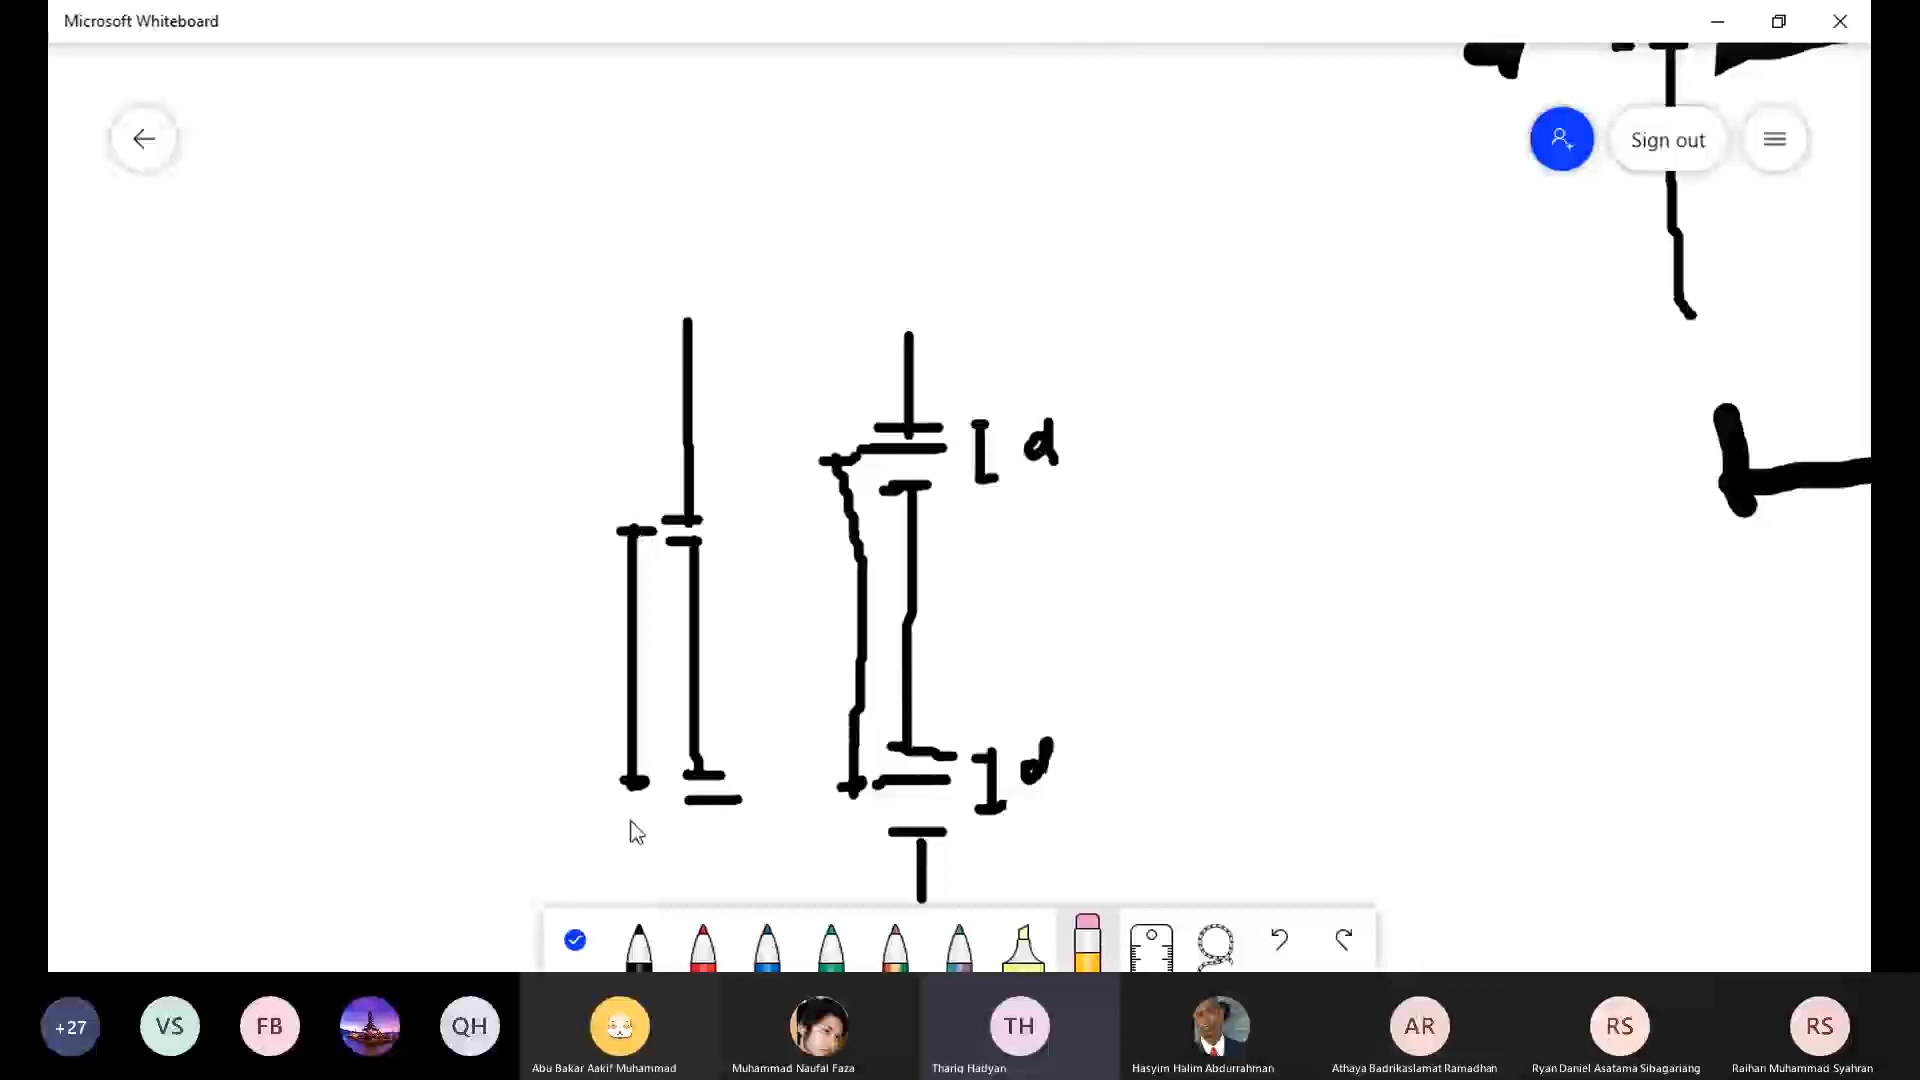 Microsoft Whiteboard
Sign out
d
d
+27
VS
FB
QH
TH
AR
RS
RS
Abu Bakar Aakif Muhammad
Muhammad Naufal Faza
Thariq Hadyan
Hasyim Halim Abdurrahman
Athaya Badrikaslamat Ramadhan
Ryan Daniel Asatama Sibagariang
Raihan Muhammad Syahran